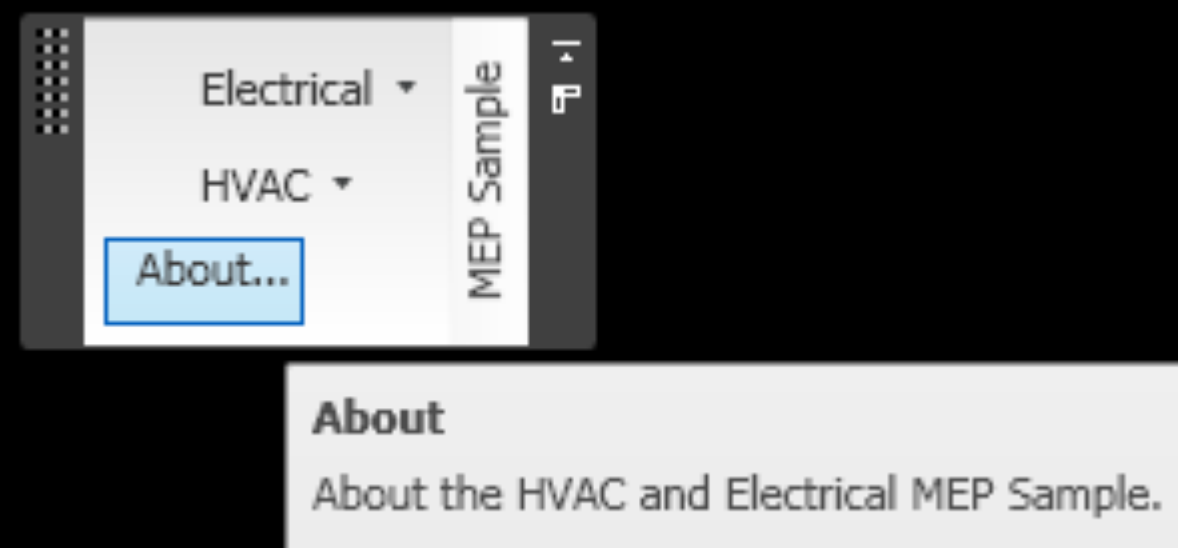 Electrical
HVAC
About...
MEP Sample
About
About the HVAC and Electrical MEP Sample.